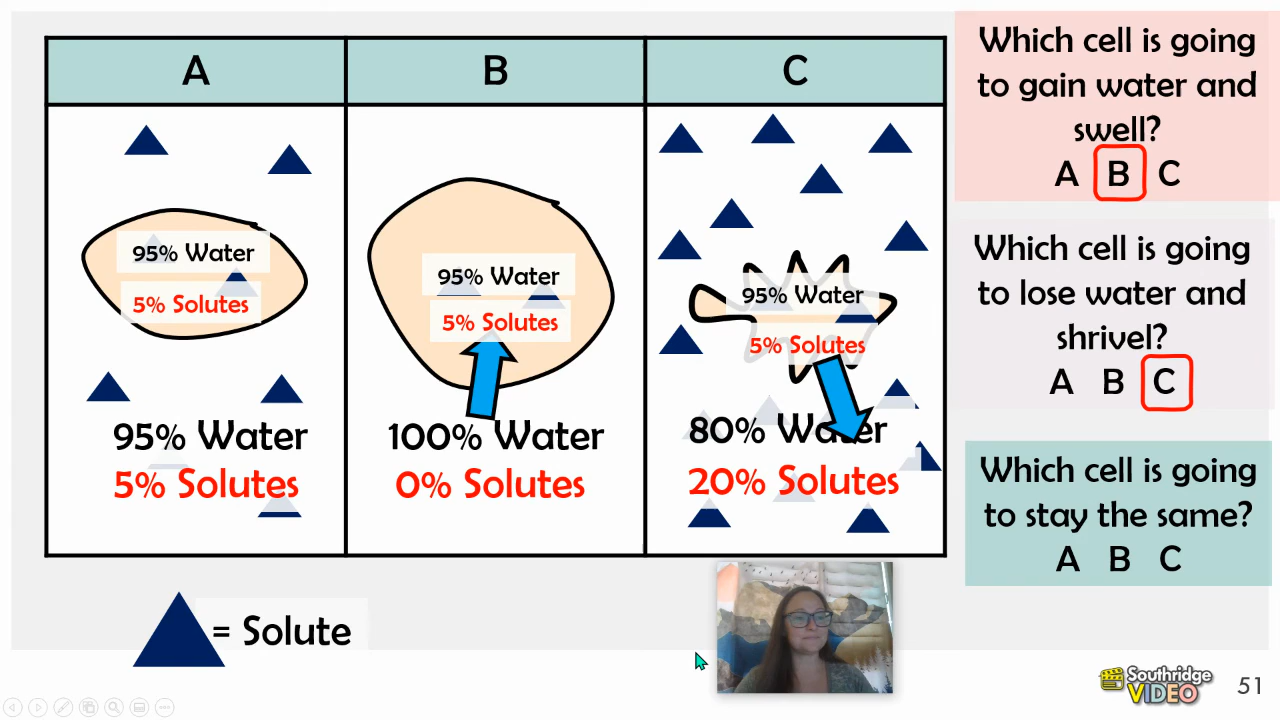 A
B
C
95% Water
5% Solutes
95% Water
5% Solutes
95% Water
5% Solutes
95% Water
5% Solutes
100% Water
0% Solutes
80% Water
20% Solutes
= Solute
Which cell is going
to gain water and
swell?
A B C
Which cell is going
to lose water and
shrivel?
A B C
Which cell is going
to stay the same?
A B C
Southridge
VIDEO
51